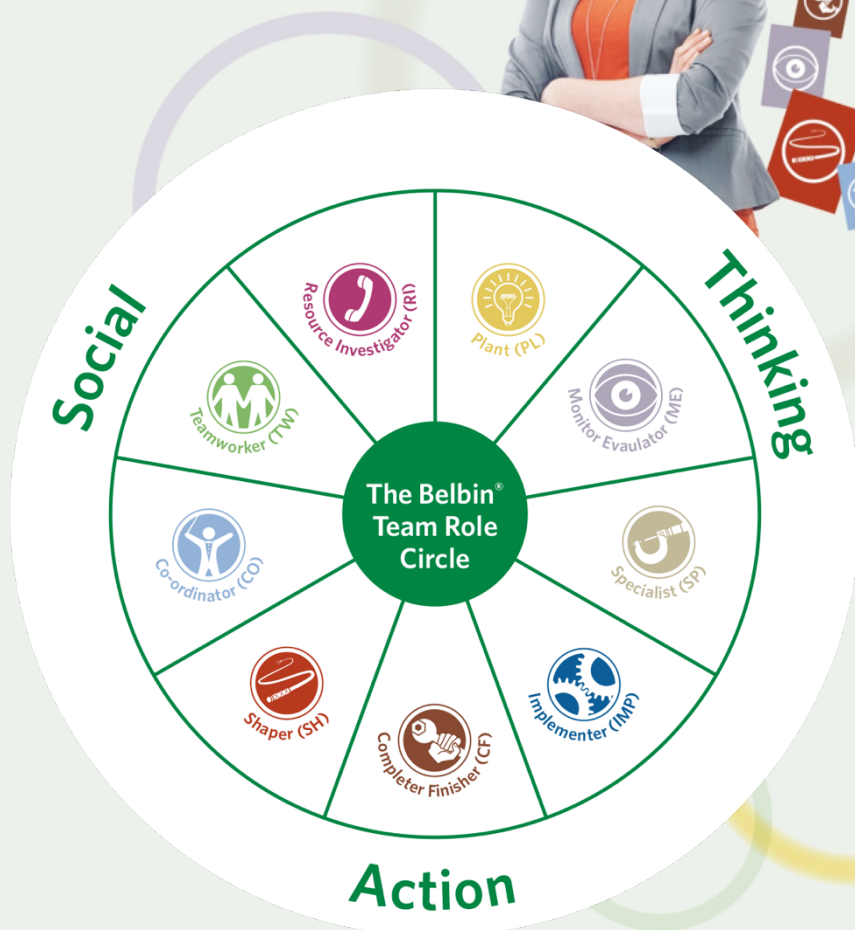 Social
Thinking
Action
Resource Investigator (RI)
Plant (PL)
Teamworker (TW)
Monitor Evaulator (ME)
Co-ordinator (CO)
The Belbin®
Team Role
Circle
Specialist (SP)
Shaper (SH)
Completer Finisher (CF)
Implementer (IMP)